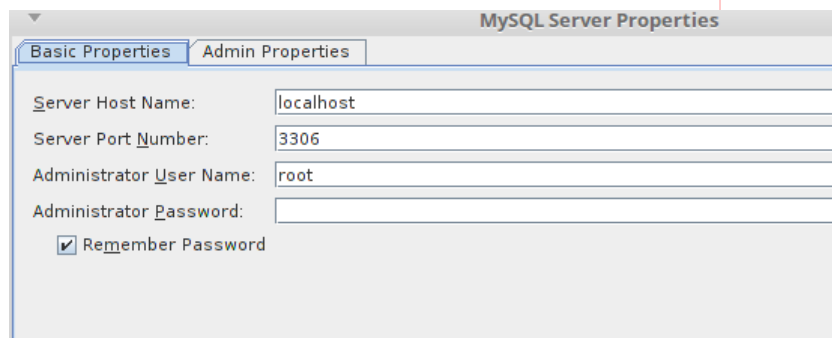 MySQL Server Properties
Basic Properties Admin Properties
Server Host Name: localhost
Server Port Number: 3306
Administrator User Name: root
Administrator Password:
Remember Password